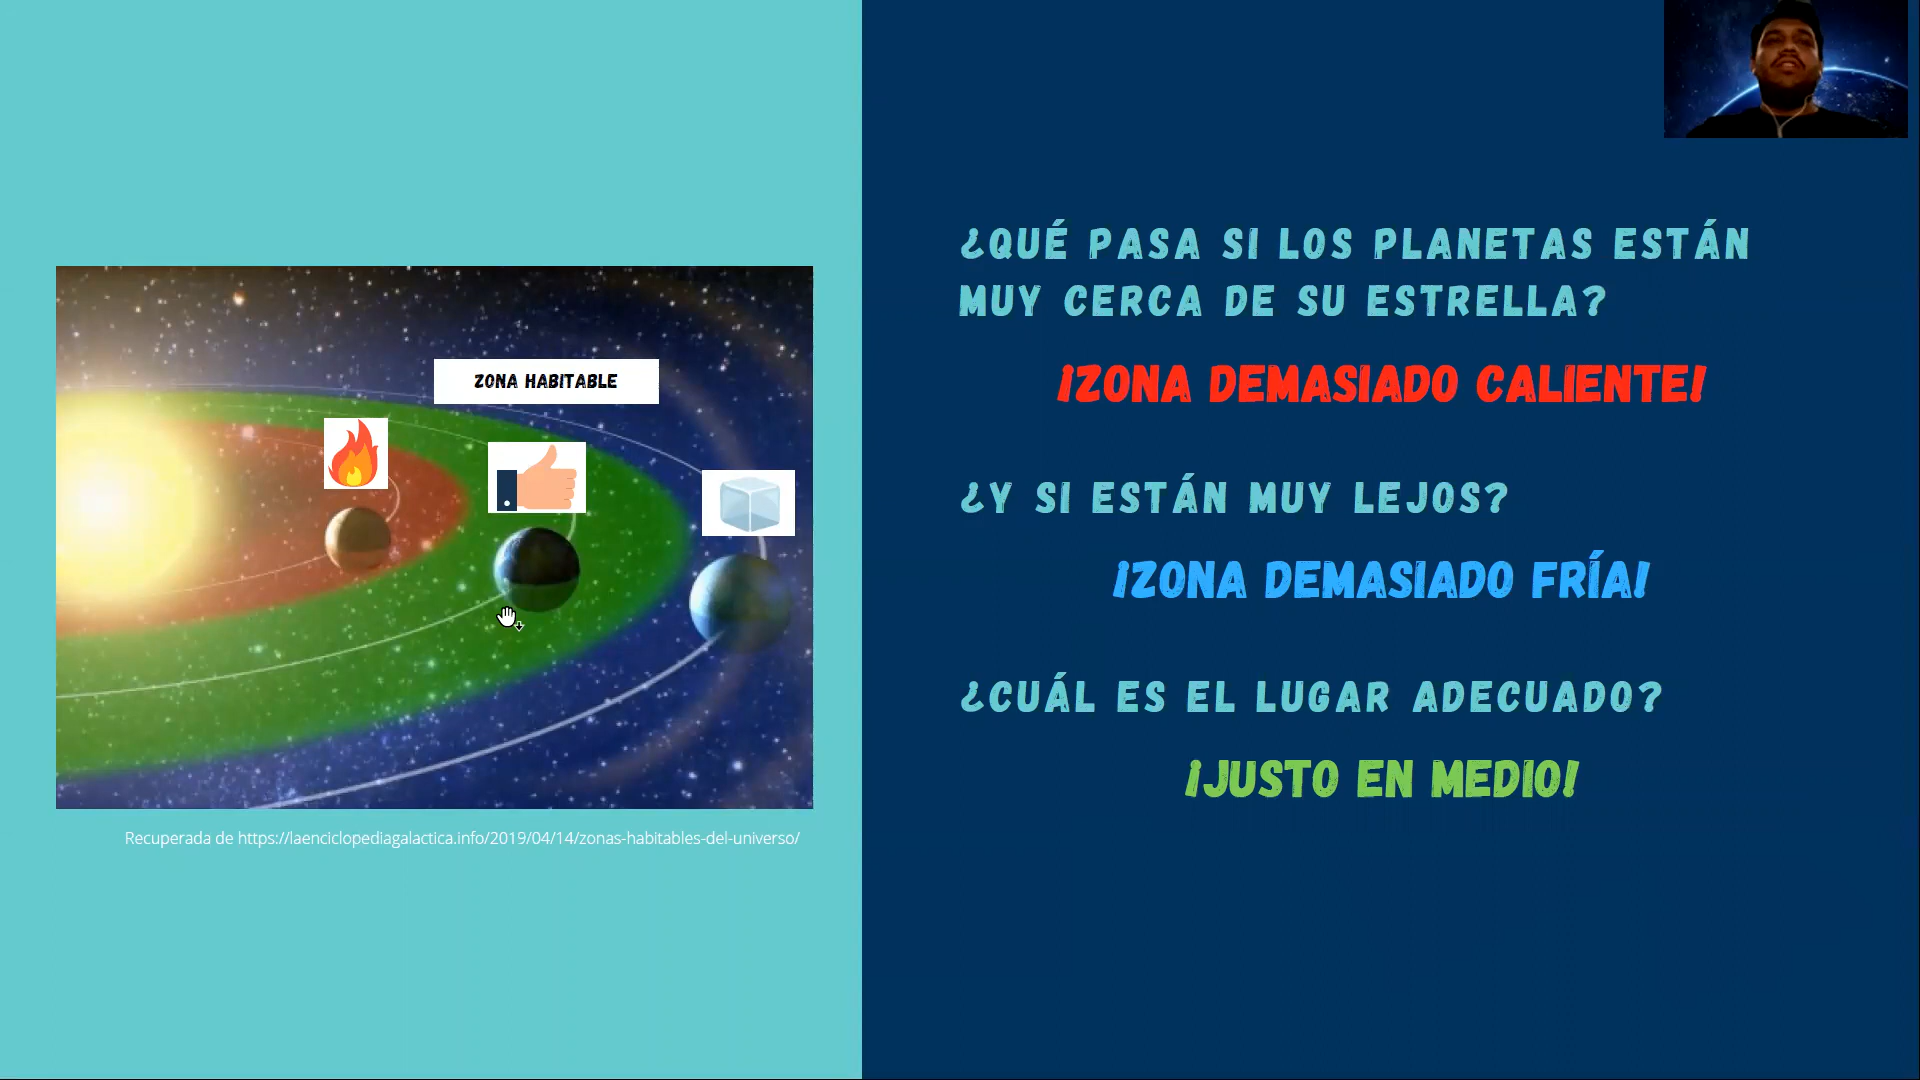 ZONA HABITABLE
Recuperada de https://laenciclopediagalactica.info/2019/04/14/zonas-habitables-del-universo/
¿QUÉ PASA SI LOS PLANETAS ESTÁN
MUY CERCA DE SU ESTRELLA?
¡ZONA DEMASIADO CALIENTE!
¿Y SI ESTÁN MUY LEJOS?
¡ZONA DEMASIADO FRÍA!
¿CUÁL ES EL LUGAR ADECUADO?
¡JUSTO EN MEDIO!